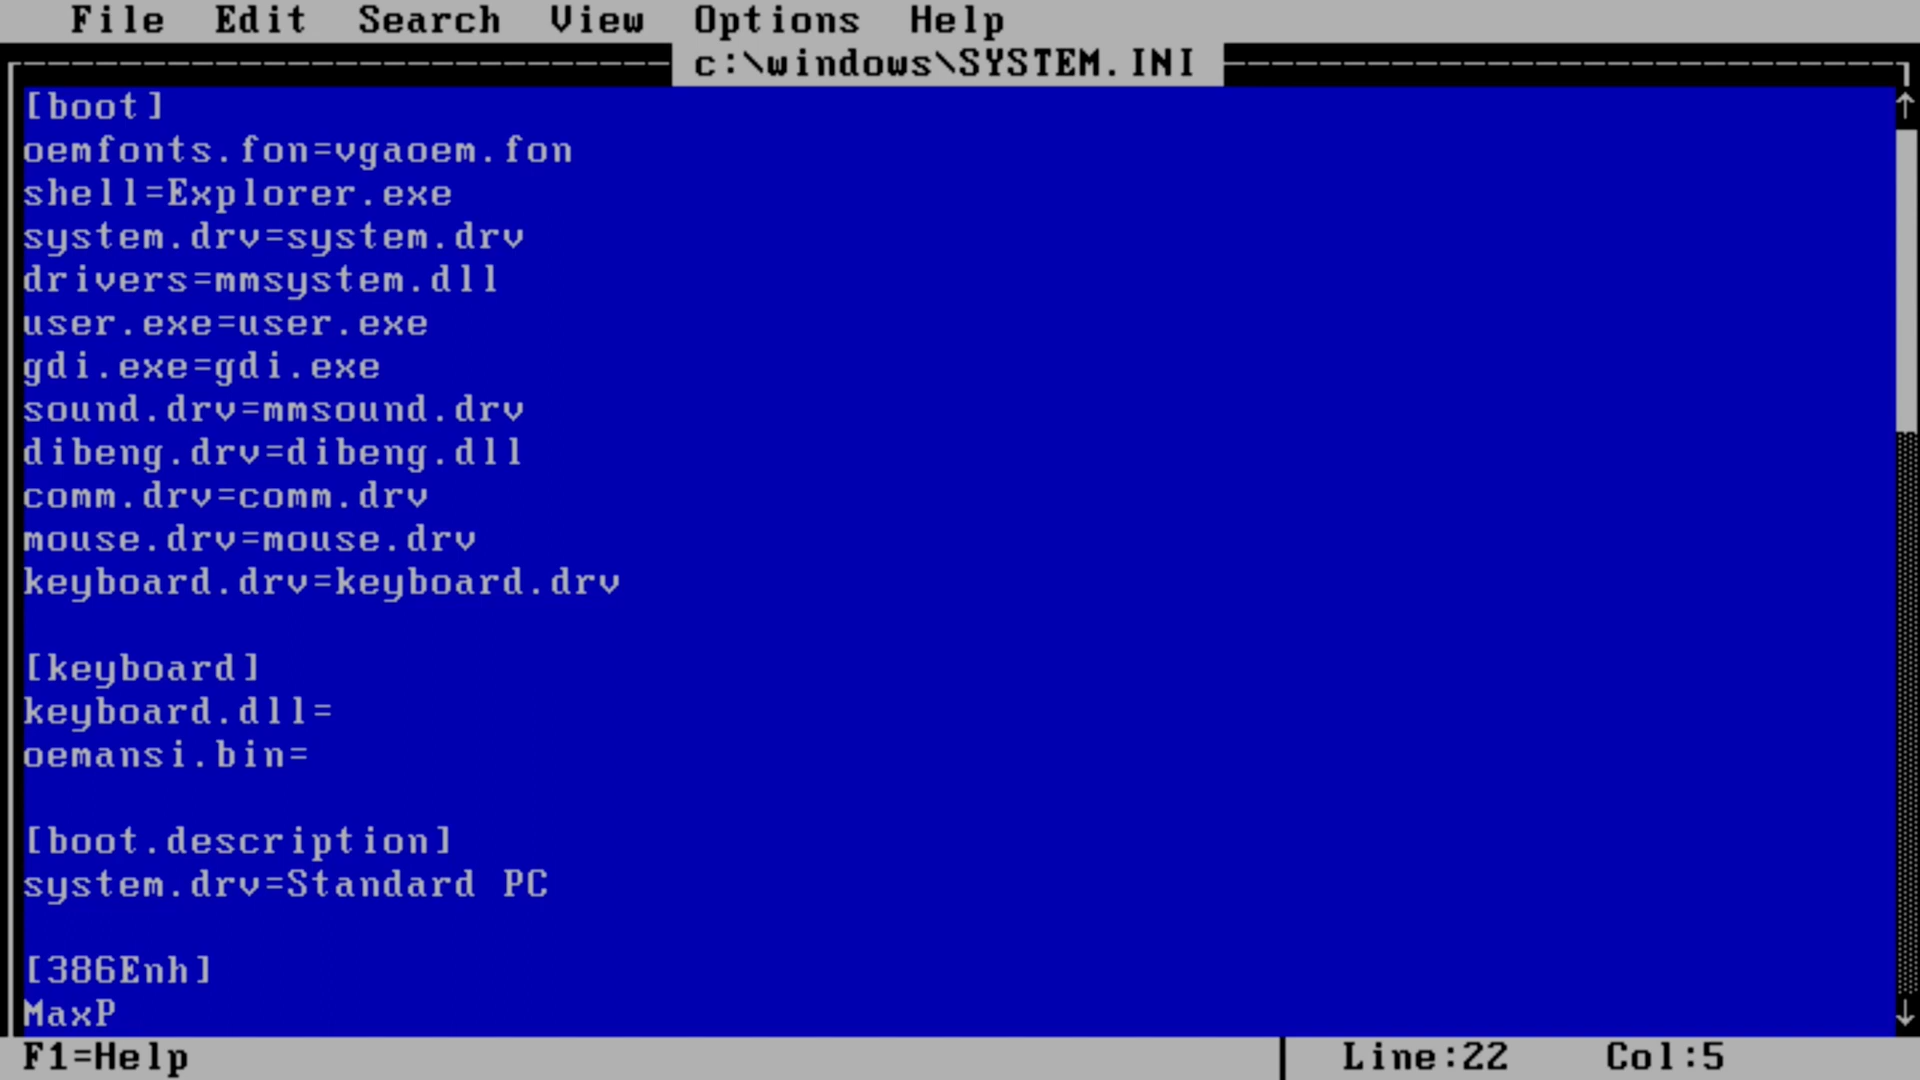 File Edit Search View Options Help
c:\windows\SYSTEM.INI
[boot]
oemfonts.fon=vgaoem.fon
shell=Explorer.exe
system.drv=system.drv
drivers=mmsystem.dll
user.exe=user.exe
gdi.exe=gdi.exe
sound.drv=mmsound.drv
dibeng.drv=dibeng.dll
comm.drv=comm.drv
mouse.drv=mouse.drv
keyboard.drv=keyboard.drv
[keyboard]
keyboard.dll=
oemansi.bin=
[boot.description]
system.drv=Standard PC
[386Enh]
MaxP
F1=Help Line:22 Col:5